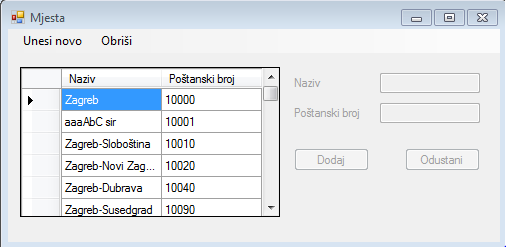 Mjesta
Unesi novo Obriši
Naziv Poštanski broj
Zagreb 10000
aaaAbC sir 10001
Zagreb-Sloboština 10010
Zagreb-Novi Zag... 10020
Zagreb-Dubrava 10040
Zagreb-Susedgrad 10090
Naziv
Poštanski broj
Dodaj Odustani